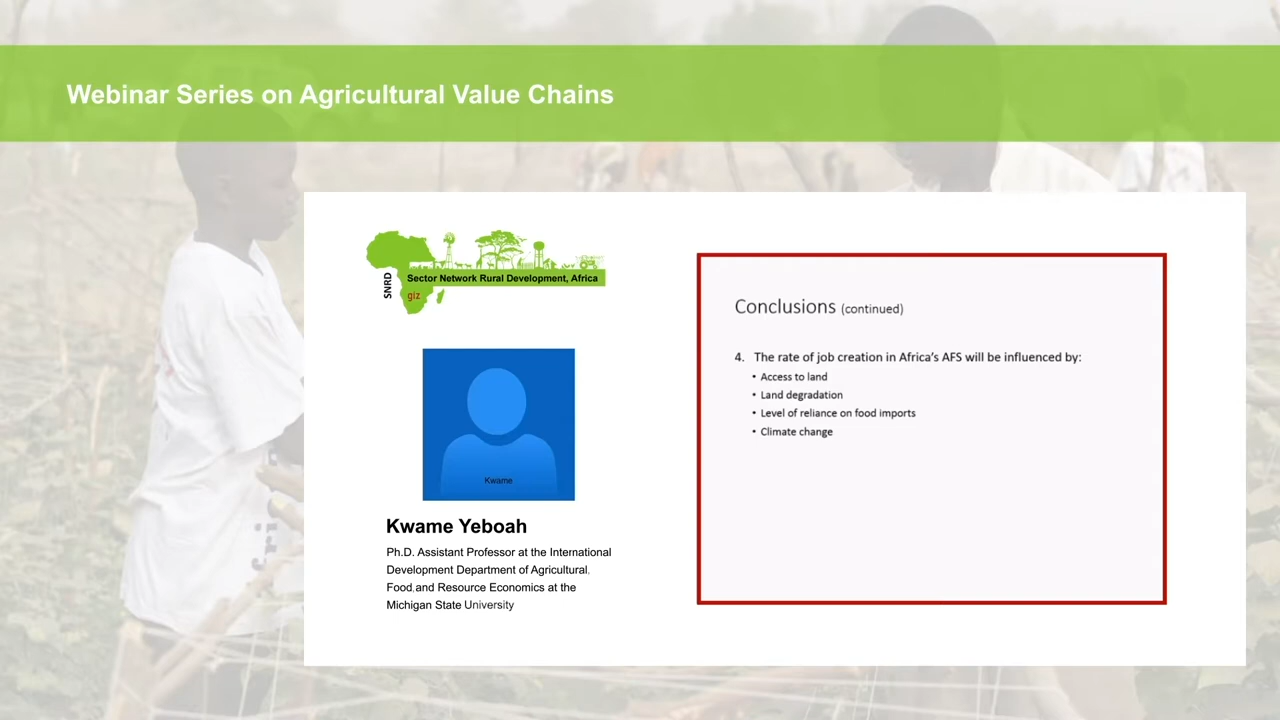 Webinar Series on Agricultural Value Chains
SNRD
Sector Network Rural Development, Africa
giz
Kwame
Kwame Yeboah
Ph.D. Assistant Professor at the International
Development Department of Agricultural.
Food and Resource Economics at the
Michigan State University
Conclusions (continued)
4. The rate of job creation in Africa's AFS will be influenced by:
• Access to land
• Land degradation
• Level of reliance on food imports
• Climate change